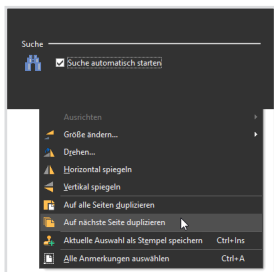 Suche
Suche automatisch starten
Ausrichten
Größe ändern...
Drehen...
Horizontal spiegeln
Vertikal spiegeln
Auf alle Seiten duplizieren
Auf nächste Seite duplizieren
Aktuelle Auswahl als Stempel speichern Ctrl+Ins
Alle Anmerkungen auswählen Ctrl+A